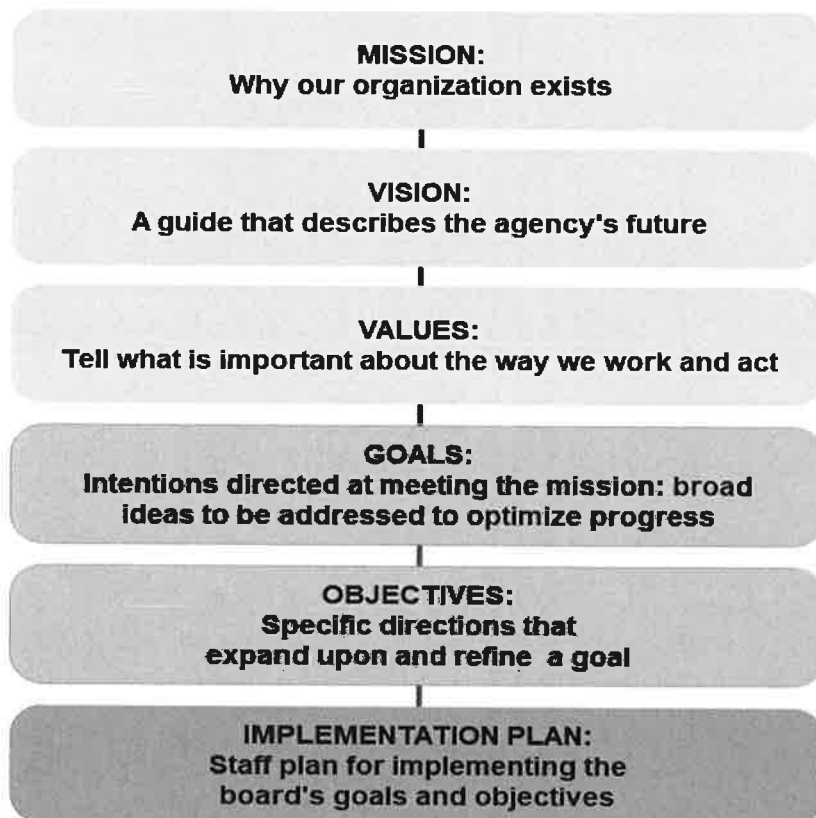 MISSION:
Why our organization exists
VISION:
A guide that describes the agency's future
VALUES:
Tell what is important about the way we work and act
GOALS:
Intentions directed at meeting the mission: broad
ideas to be addressed to optimize progress
OBJECTIVES:
Specific directions that
expand upon and refine a goal
IMPLEMENTATION PLAN:
Staff plan for implementing the
board's goals and objectives